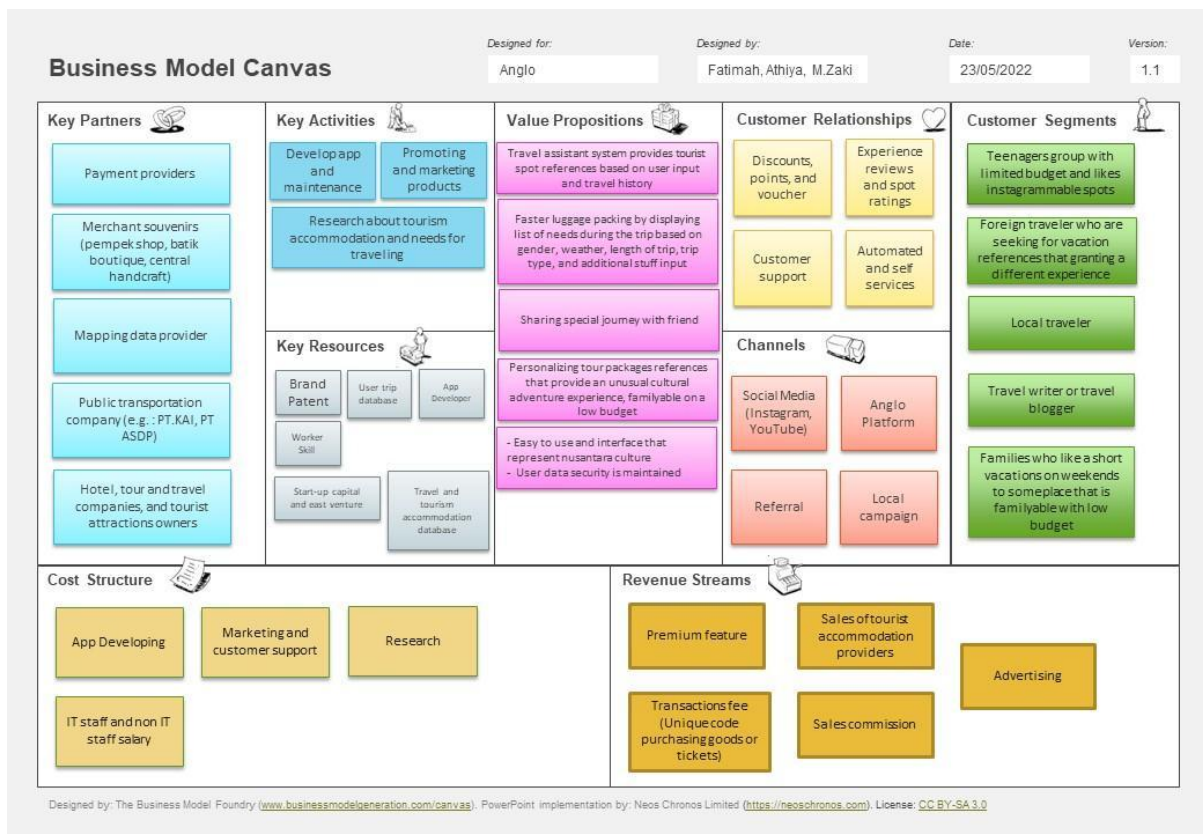 Designed for:
Designed by:
Date:
Version:
Business Model Canvas
Anglo
Fatimah, Athiya, M.Zaki
23/05/2022
1.1
Key Partners
Payment providers
Merchant souvenirs
(pempek shop, batik
boutique, central
handcraft)
Mapping data provider
Public transportation
company (e.g. : PT.KAI, PT
ASDP)
Hotel, tour and travel
companies, and tourist
attractions owners
Key Activities
Develop app
and
maintenance
Promoting
and marketing
products
Research about tourism
accommodation and needs for
traveling
Key Resources
Brand
Patent
User trip
database
App
Developer
Worker
Skill
Start-up capital
and east venture
Travel and
tourism
accommodation
database
Value Propositions
Travel assistant system provides tourist
spot references based on user input
and travel history
Faster luggage packing by displaying
list of needs during the trip based on
gender, weather, length of trip, trip
type, and additional stuff input
Sharing special journey with friend
Personalizing tour packages references
that provide an unusual cultural
adventure experience, familyable on a
low budget
- Easy to use and interface that
represent nusantara culture
- User data security is maintained
Customer Relationships
Discounts,
points, and
voucher
Experience
reviews
and spot
ratings
Customer
support
Automated
and self
services
Channels
Social Media
(Instagram,
YouTube)
Anglo
Platform
Referral
Local
campaign
Customer Segments
Teenagers group with
limited budget and likes
instagrammable spots
Foreign traveler who are
seeking for vacation
references that granting a
different experience
Local traveler
Travel writer or travel
blogger
Families who like a short
vacations on weekends
to someplace that is
familyable with low
budget
Cost Structure
App Developing
Marketing and
customer support
Research
IT staff and non IT
staff salary
Revenue Streams
Premium feature
Sales of tourist
accommodation
providers
Advertising
Transactions fee
(Unique code
purchasing goods or
tickets)
Sales commission
Designed by: The Business Model Foundry (www.businessmodelgeneration.com/canvas). PowerPoint implementation by: Neos Chronos Limited (https://neoschronos.com). License: CC BY-SA 3.0